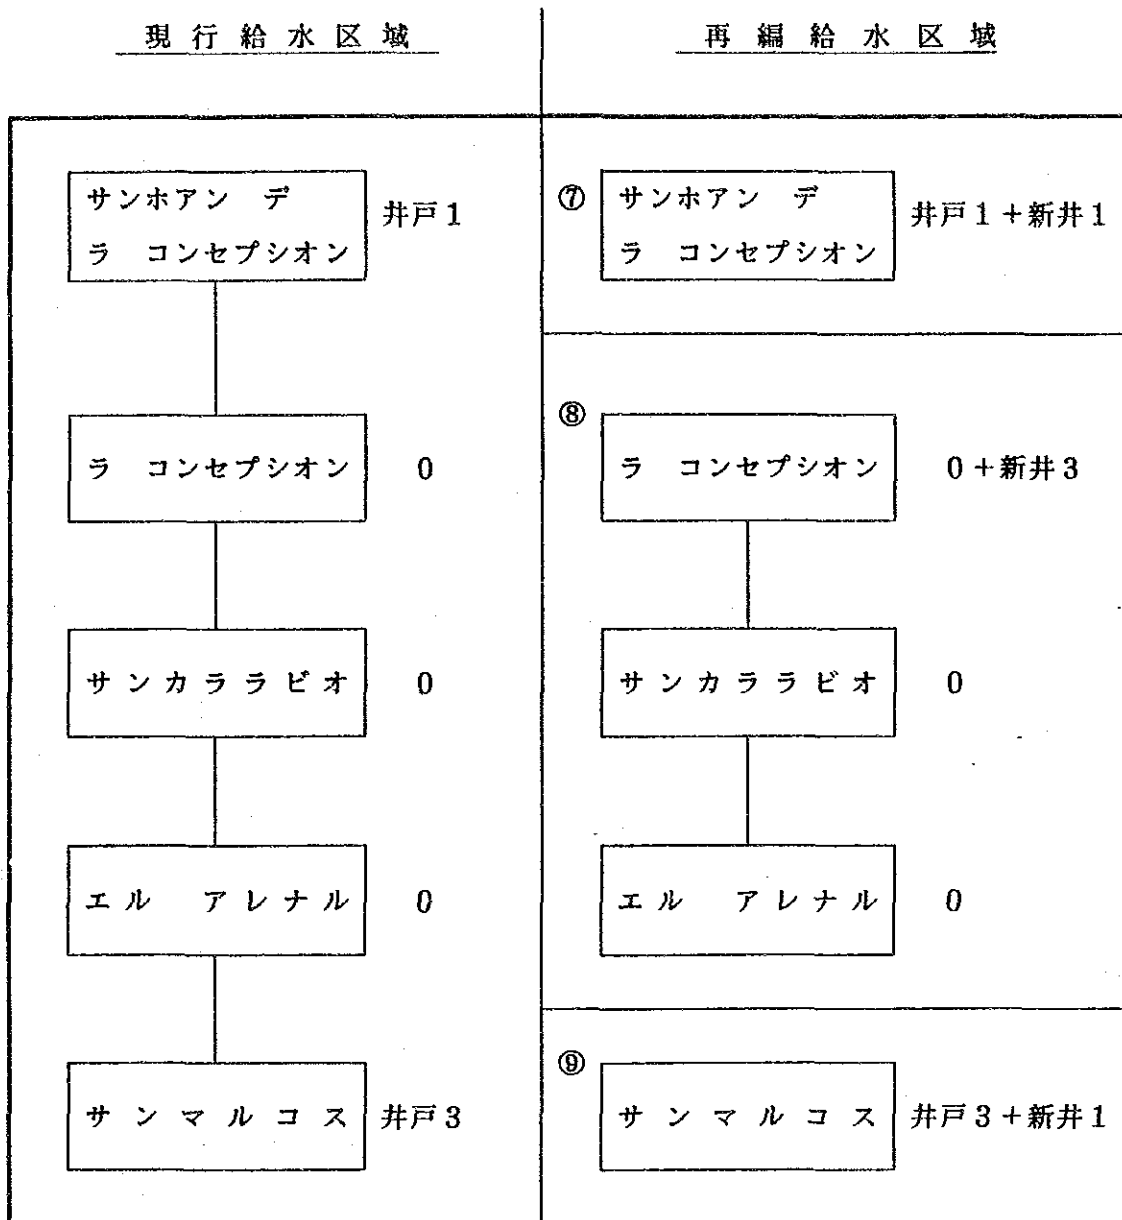 現行給水区域
再編給水区域
サンホアン デ
ラ コンセプシオン
井戸1
⑦
サンホアン デ
ラ コンセプシオン
井戸1+新井1
ラ コンセプシオン
0
⑧
ラ コンセプシオン
0+新井3
サンカララビオ
0
サンカララビオ
0
エル アレナル
0
エル アレナル
0
サンマルコス
井戸3
⑨
サンマルコス
井戸3+新井1